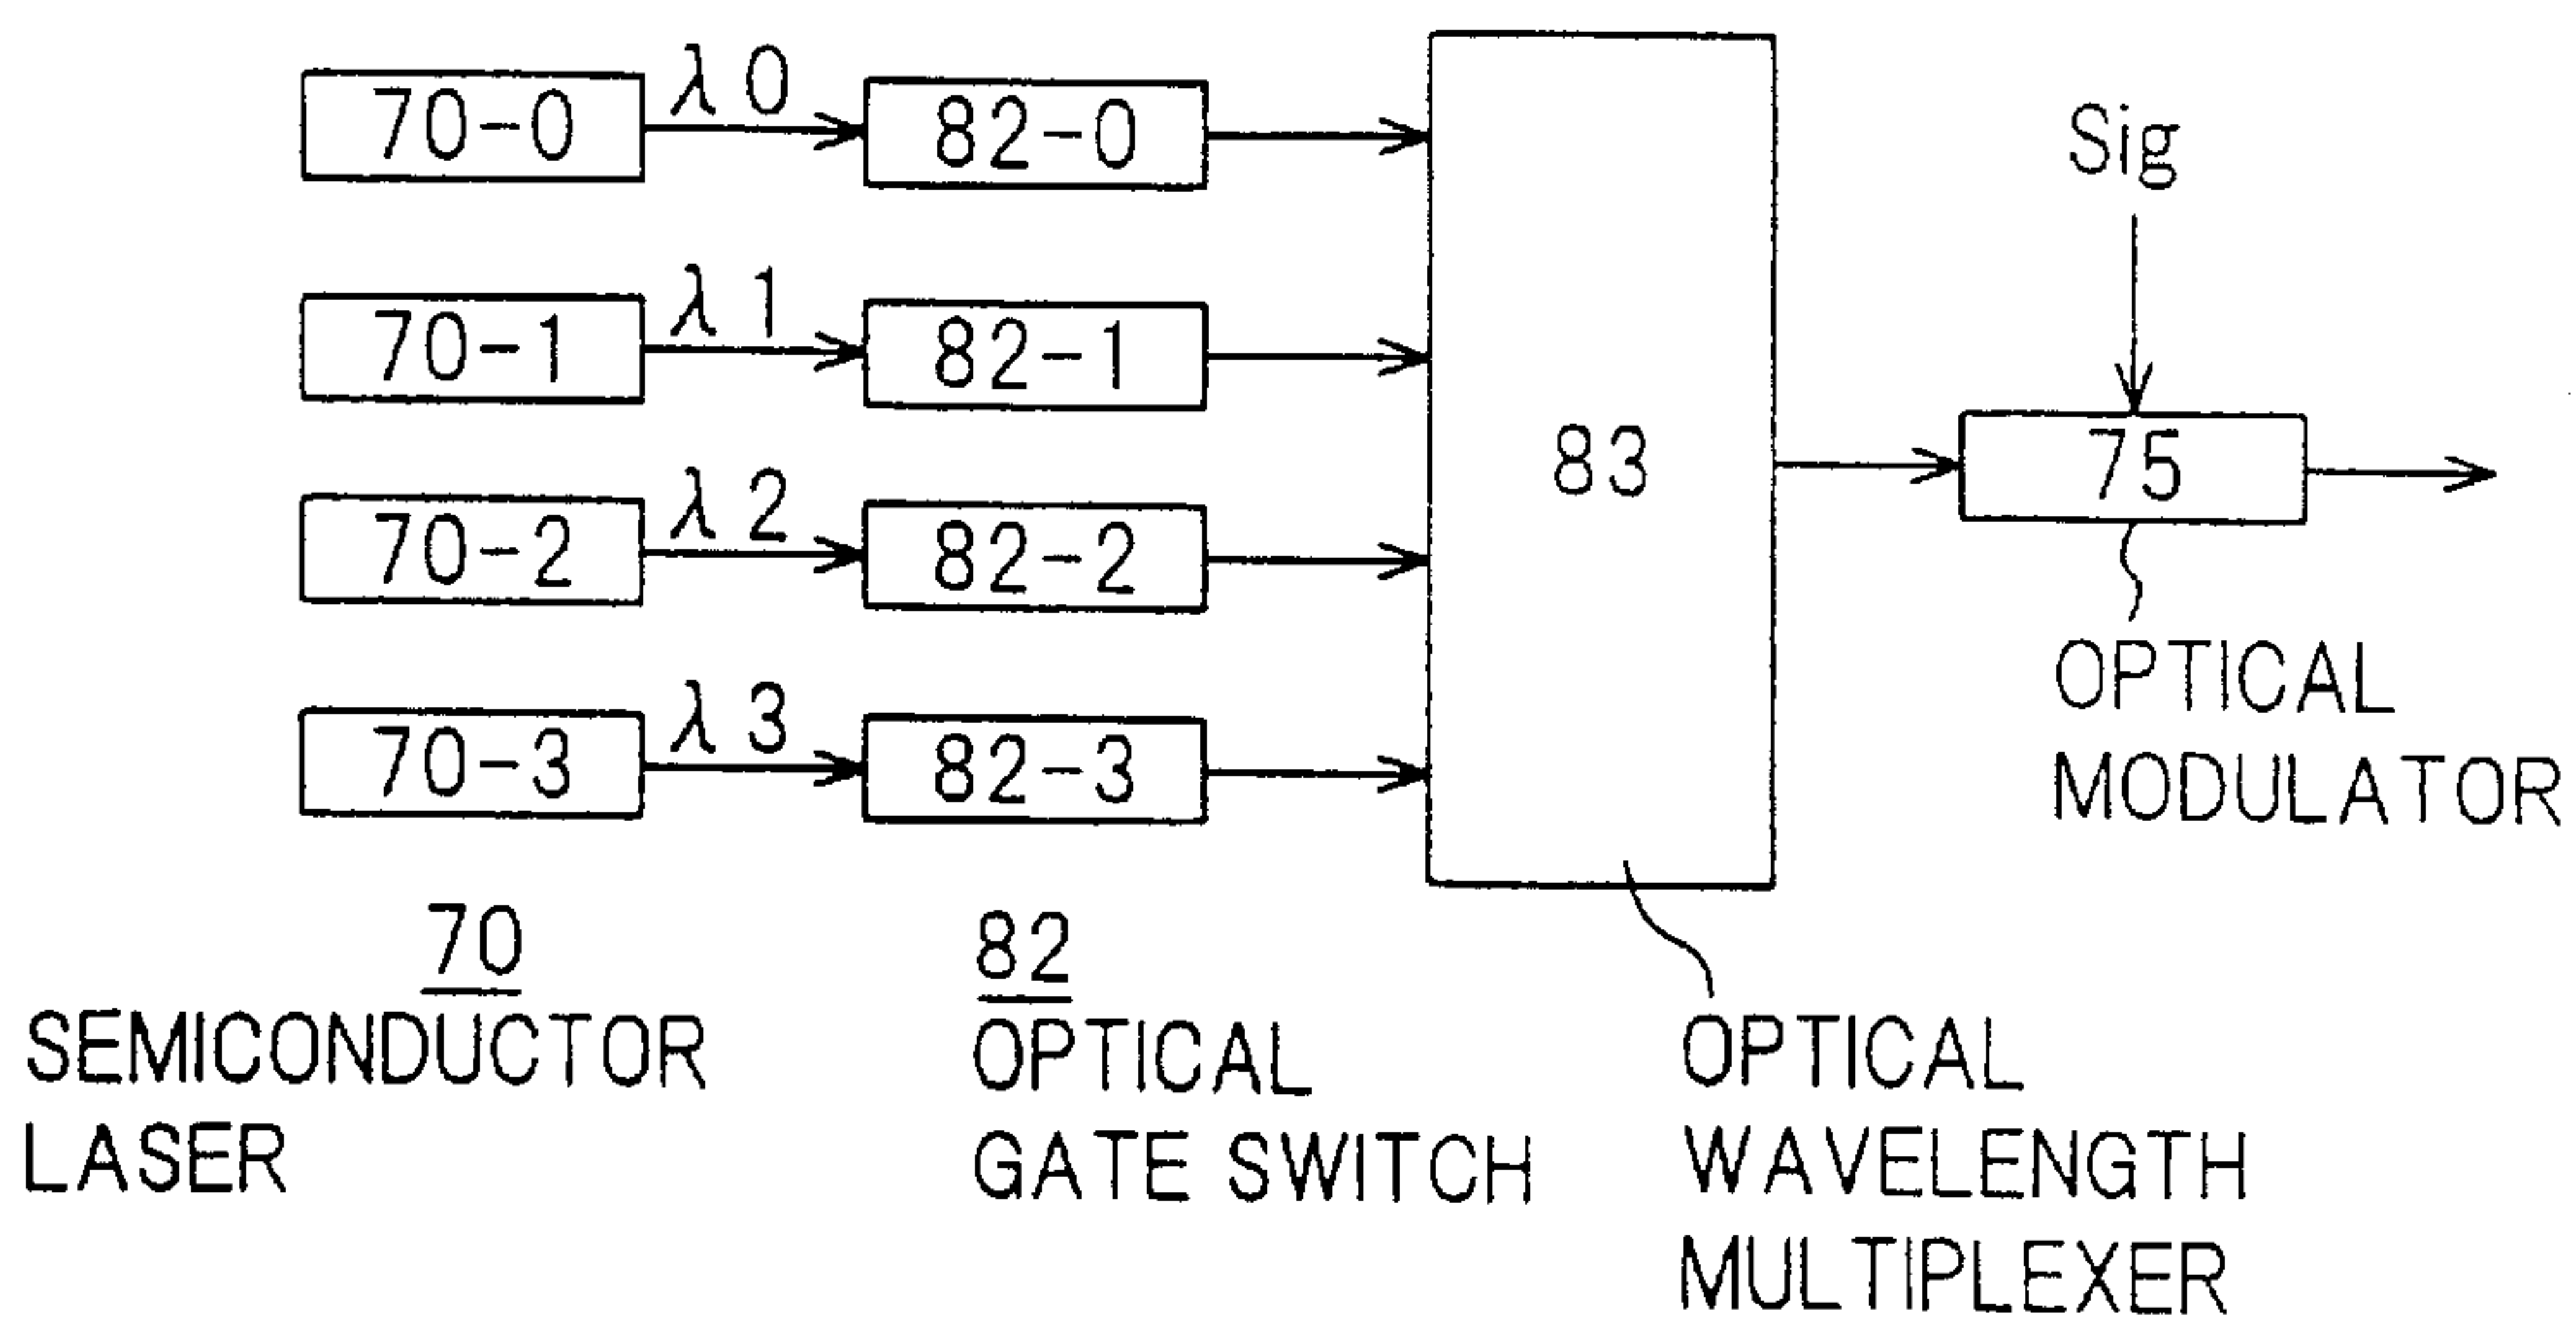 70-0 λ0 82-0
Sig
70-1 λ1 82-1
83
75
70-2 λ2 82-2
OPTICAL
MODULATOR
70-3 λ3 82-3
70
SEMICONDUCTOR
LASER
82
OPTICAL
GATE SWITCH
OPTICAL
WAVELENGTH
MULTIPLEXER